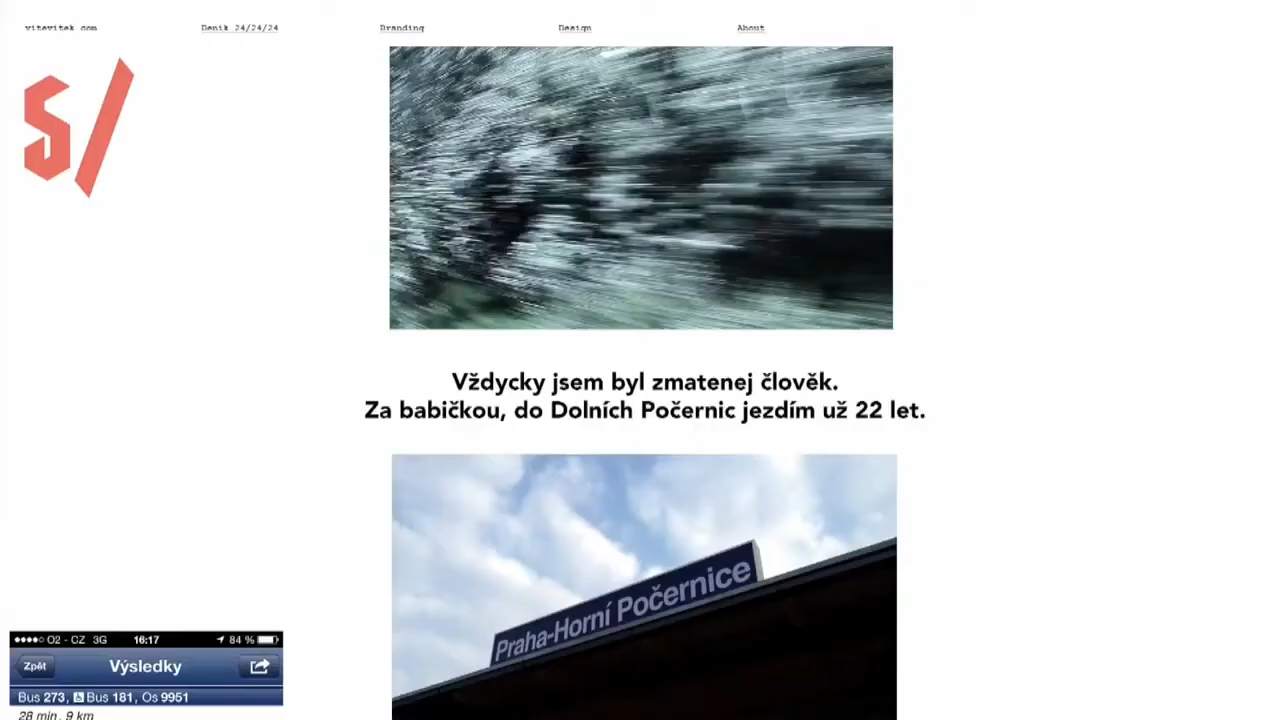 vitevitek.com
Deník 24/24/24
Branding
Design
About
S/
Vždycky jsem byl zmatenej člověk.
Za babičkou, do Dolních Počernic jezdím už 22 let.
Praha-Horní Počernice
O2 - CZ 3G 16:17 84 %
Zpět Výsledky
Bus 273, Bus 181, Os 9951
28 min, 9 km